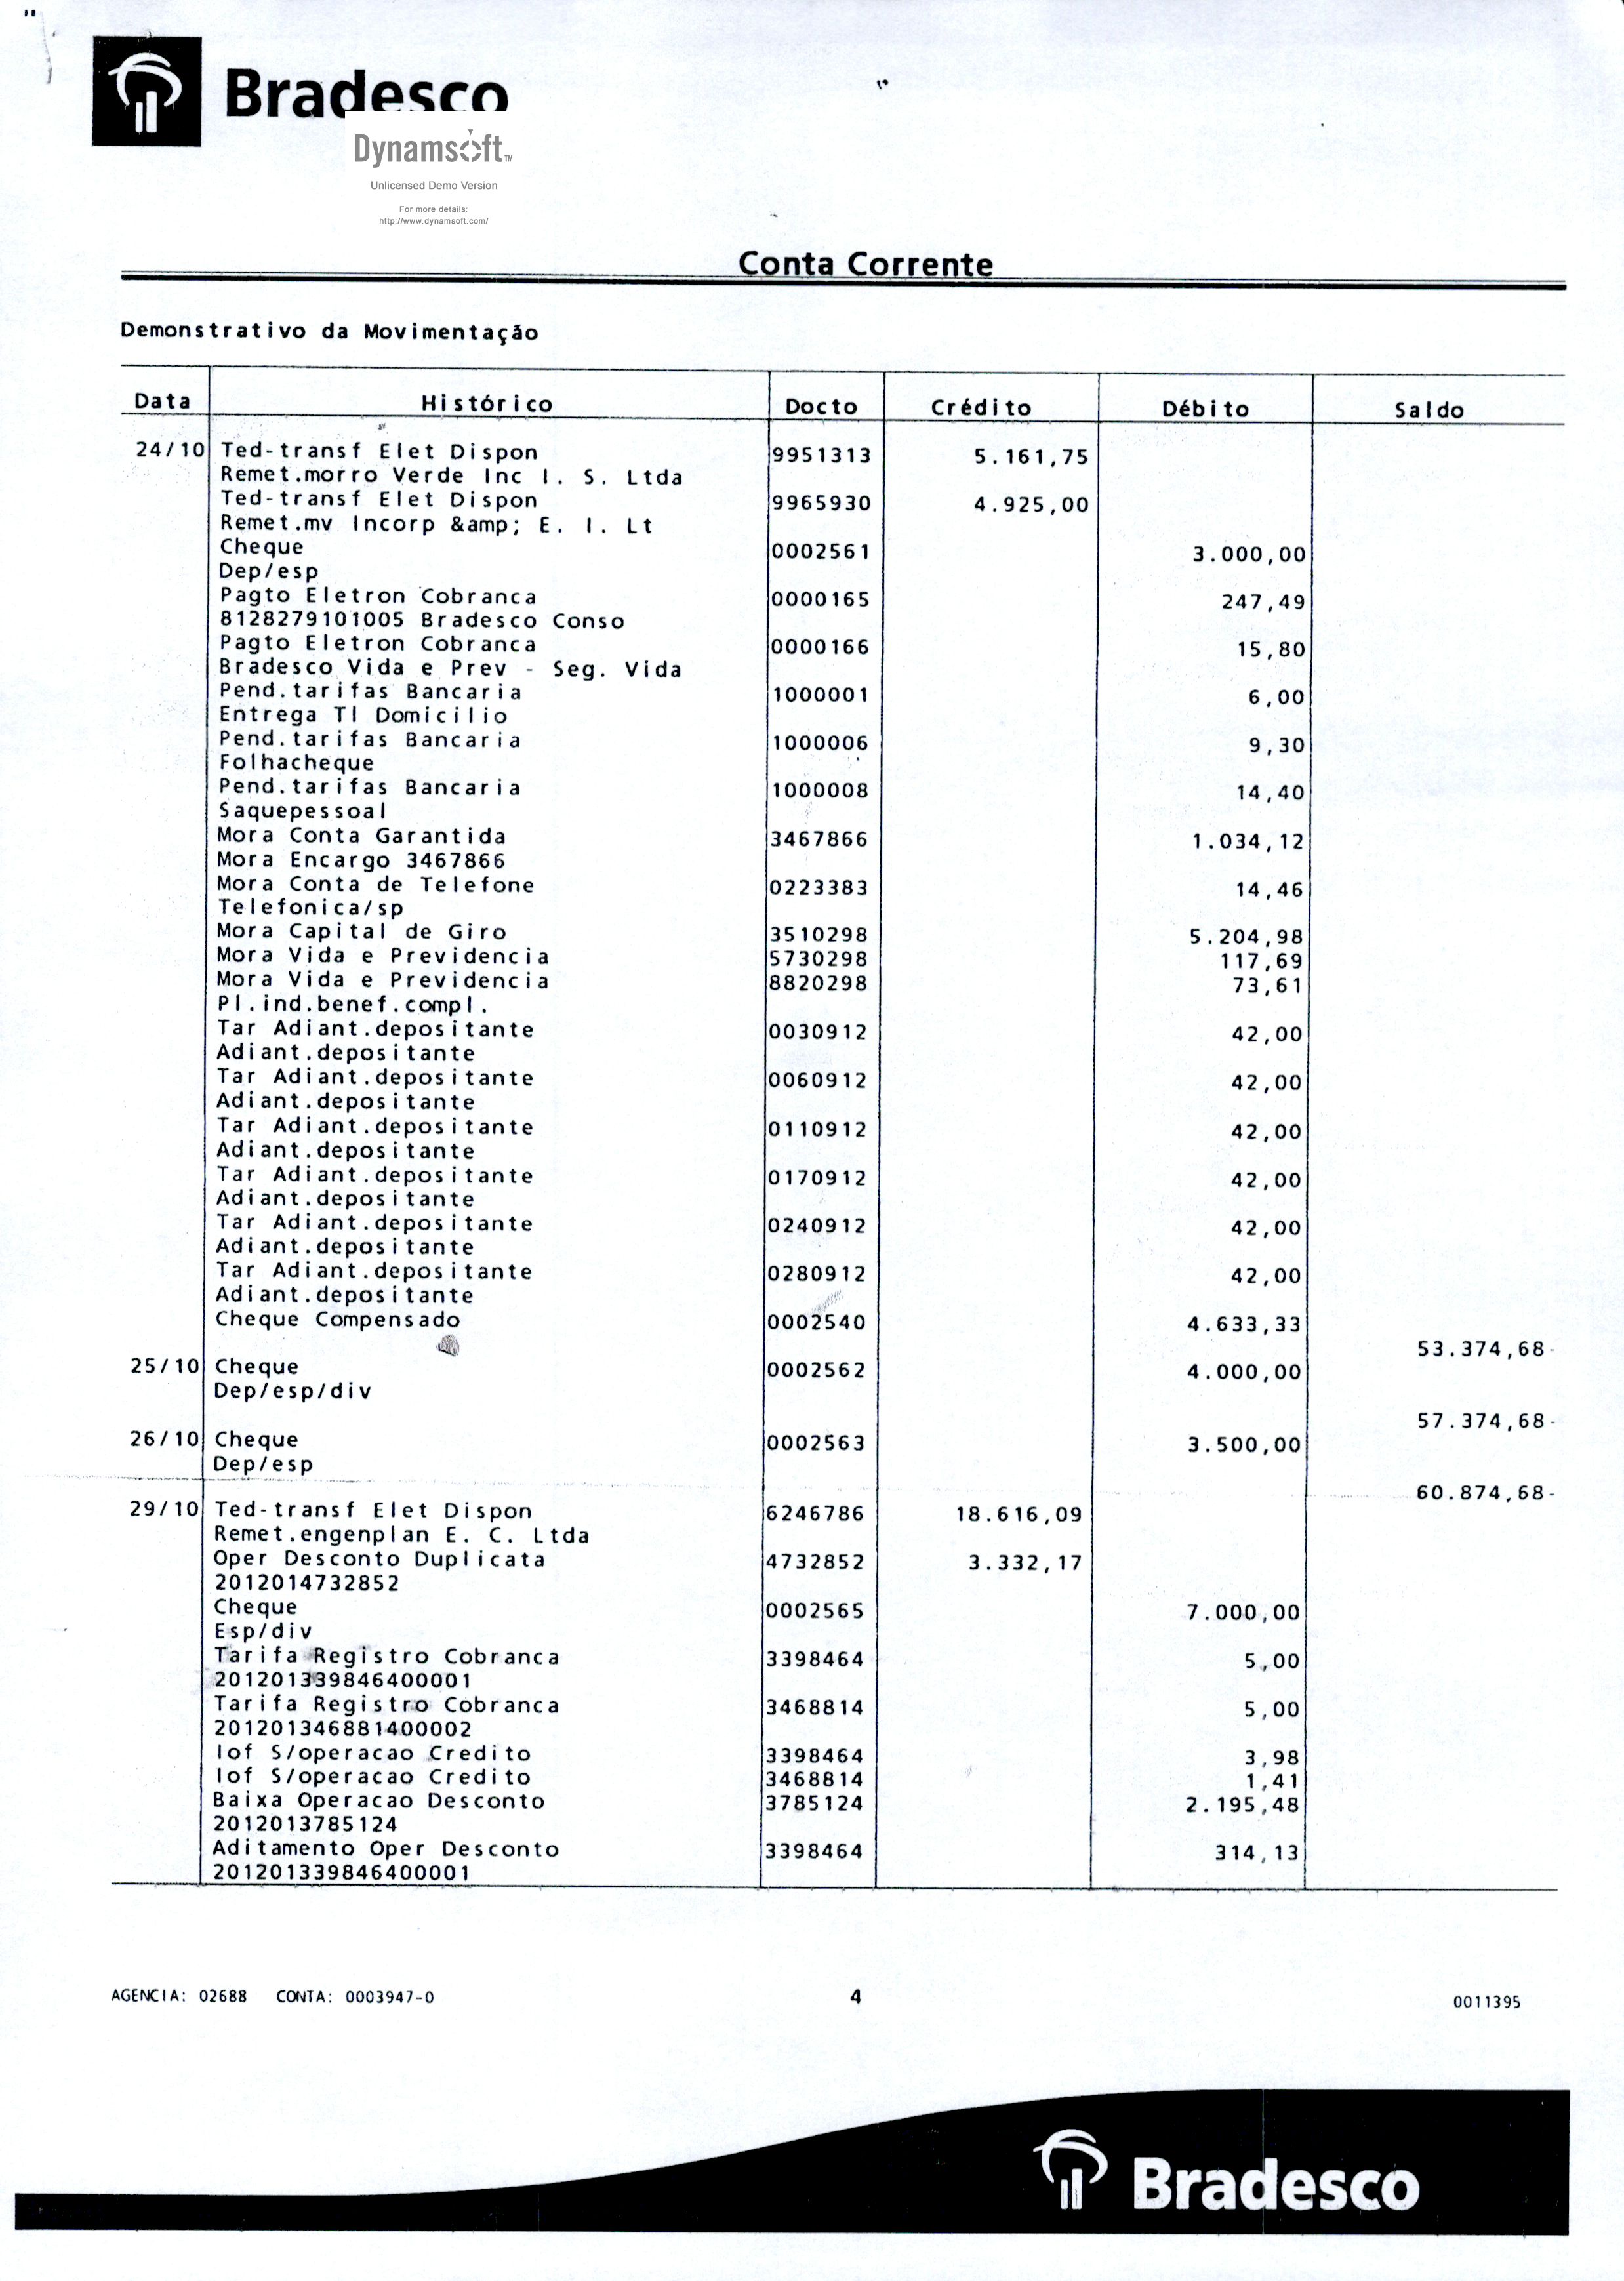 Bradesco
Dynamsoft™
Unlicensed Demo Version
For more details:
http://www.dynamsoft.com/
Conta Corrente
Demonstrativo da Movimentação
Data Histórico Docto Crédito Débito Saldo
24/10 Ted-transf Elet Dispon 9951313 5.161,75
Remet.morro Verde Inc I. S. Ltda
Ted-transf Elet Dispon 9965930 4.925,00
Remet.mv Incorp &amp; E. I. Lt
Cheque 0002561 3.000,00
Dep/esp
Pagto Eletron Cobranca 0000165 247,49
8128279101005 Bradesco Conso
Pagto Eletron Cobranca 0000166 15,80
Bradesco Vida e Prev - Seg. Vida
Pend.tarifas Bancaria 1000001 6,00
Entrega Tl Domicilio
Pend.tarifas Bancaria 1000006 9,30
Folhacheque
Pend.tarifas Bancaria 1000008 14,40
Saquepessoal
Mora Conta Garantida 3467866 1.034,12
Mora Encargo 3467866
Mora Conta de Telefone 0223383 14,46
Telefonica/sp
Mora Capital de Giro 3510298 5.204,98
Mora Vida e Previdencia 5730298 117,69
Mora Vida e Previdencia 8820298 73,61
Pl.ind.benef.compl.
Tar Adiant.depositante 0030912 42,00
Adiant.depositante
Tar Adiant.depositante 0060912 42,00
Adiant.depositante
Tar Adiant.depositante 0110912 42,00
Adiant.depositante
Tar Adiant.depositante 0170912 42,00
Adiant.depositante
Tar Adiant.depositante 0240912 42,00
Adiant.depositante
Tar Adiant.depositante 0280912 42,00
Adiant.depositante
Cheque Compensado 0002540 4.633,33
53.374,68-
25/10 Cheque 0002562 4.000,00
Dep/esp/div
57.374,68-
26/10 Cheque 0002563 3.500,00
Dep/esp
60.874,68-
29/10 Ted-transf Elet Dispon 6246786 18.616,09
Remet.engenplan E. C. Ltda
Oper Desconto Duplicata 4732852 3.332,17
2012014732852
Cheque 0002565 7.000,00
Esp/div
Tarifa Registro Cobranca 3398464 5,00
201201339846400001
Tarifa Registro Cobranca 3468814 5,00
201201346881400002
Iof S/operacao Credito 3398464 3,98
Iof S/operacao Credito 3468814 1,41
Baixa Operacao Desconto 3785124 2.195,48
2012013785124
Aditamento Oper Desconto 3398464 314,13
201201339846400001
AGENCIA: 02688 CONTA: 0003947-0 4 0011395
Bradesco